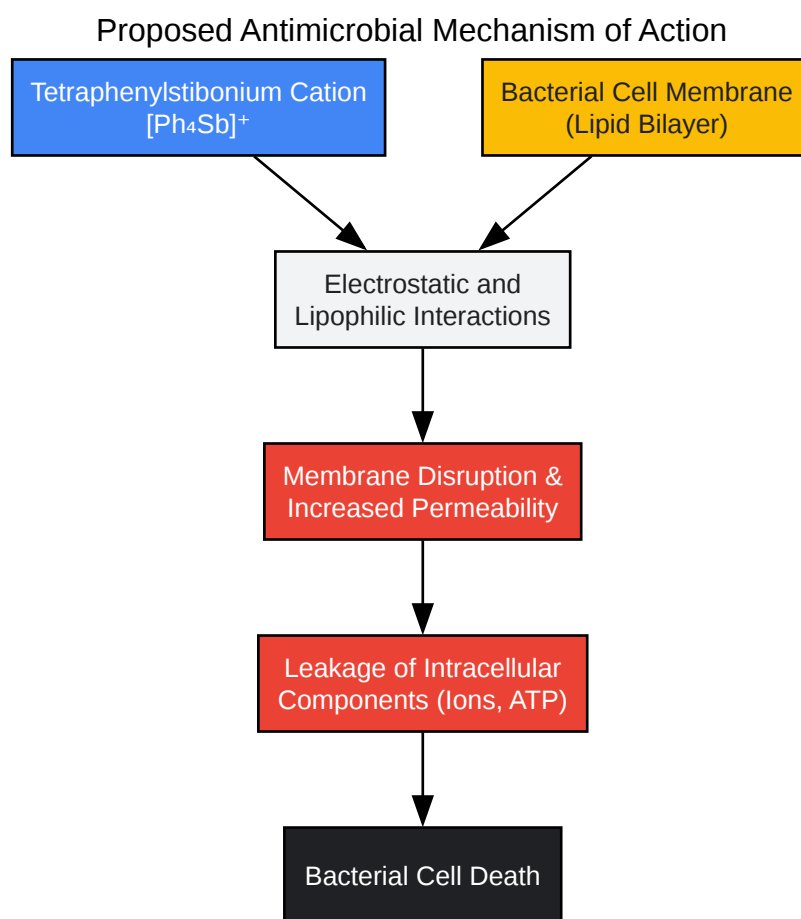 Proposed Antimicrobial Mechanism of Action
Tetraphenylstibonium Cation
[Ph₄Sb]⁺
Bacterial Cell Membrane
(Lipid Bilayer)
Electrostatic and
Lipophilic Interactions
Membrane Disruption &
Increased Permeability
Leakage of Intracellular
Components (Ions, ATP)
Bacterial Cell Death